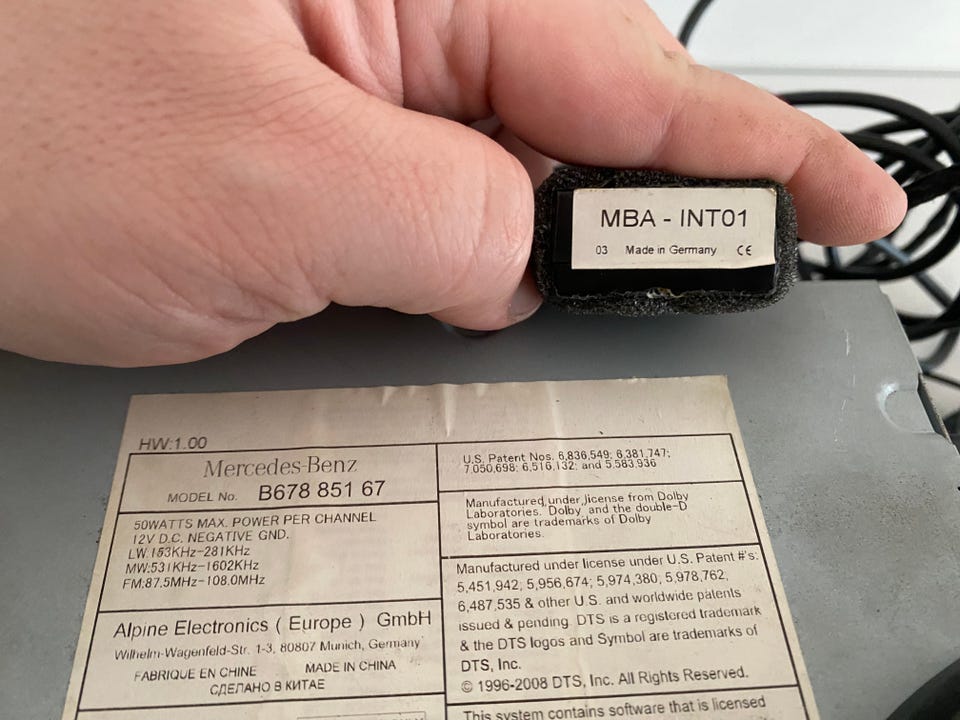 MBA - INT01
03 Made in Germany CE
HW:1.00
Mercedes-Benz
MODEL No. B678 851 67
50WATTS MAX. POWER PER CHANNEL
12V D.C. NEGATIVE GND.
LW:153KHz-281KHz
MW:531KHz-1602KHz
FM:87.5MHz-108.0MHz
Alpine Electronics ( Europe ) GmbH
Wilhelm-Wagenfeld-Str. 1-3, 80807 Munich, Germany
FABRIQUE EN CHINE MADE IN CHINA
СДЕЛАНО В КИТАЕ
U.S. Patent Nos. 6,836,549; 6,381,747;
7,050,698; 6,516,132; and 5,583,936
Manufactured under license from Dolby
Laboratories. Dolby and the double-D
symbol are trademarks of Dolby
Laboratories.
Manufactured under license under U.S. Patent #'s:
5,451,942; 5,956,674; 5,974,380; 5,978,762;
6,487,535 & other U.S. and worldwide patents
issued & pending. DTS is a registered trademark
& the DTS logos and Symbol are trademarks of
DTS, Inc.
© 1996-2008 DTS, Inc. All Rights Reserved.
This system contains software that is licensed